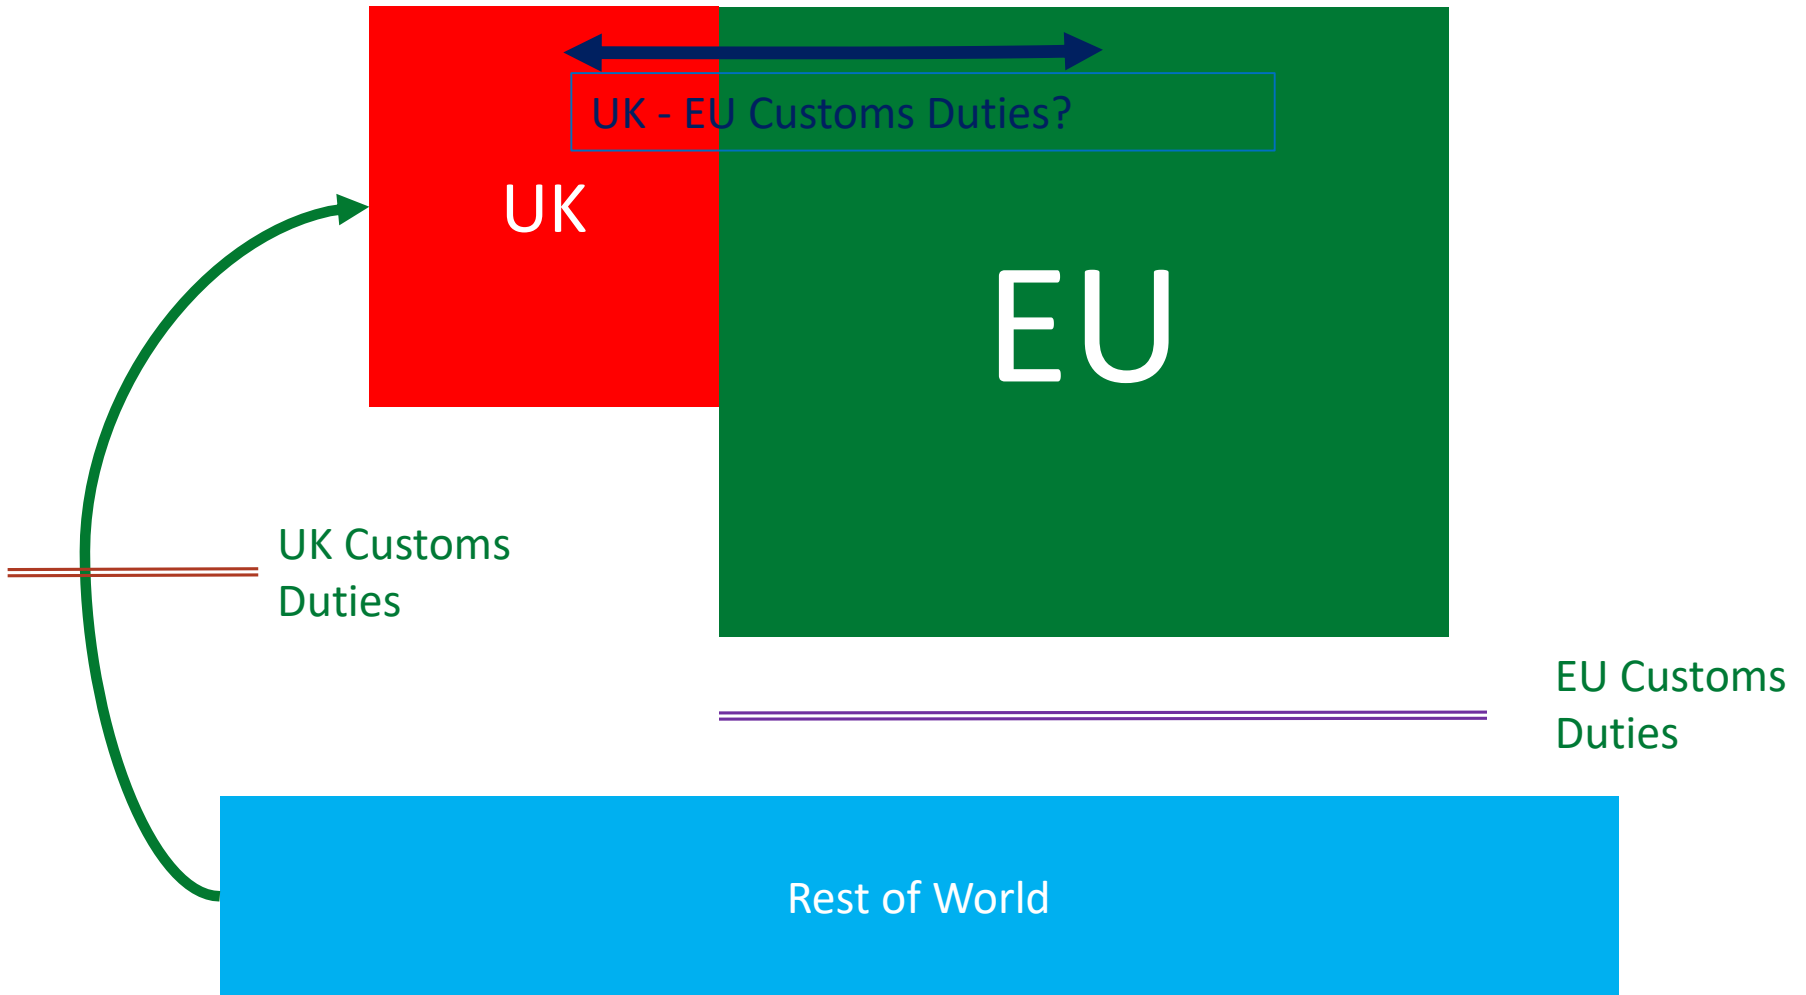 UK - EU Customs Duties?
UK
EU
UK Customs
Duties
EU Customs
Duties
Rest of World